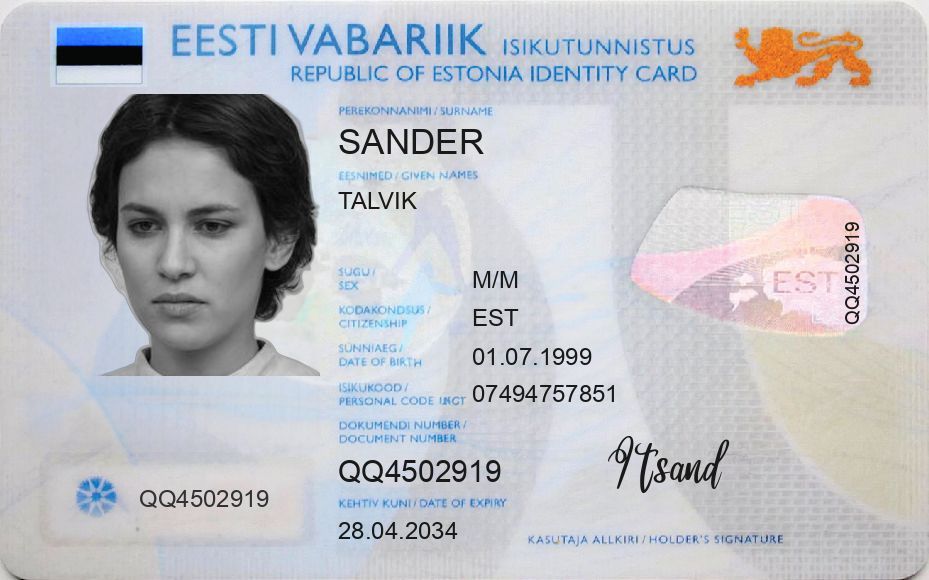 EESTI VABARIIK ISIKUTUNNISTUS
REPUBLIC OF ESTONIA IDENTITY CARD
PEREKONNANIMI / SURNAME
SANDER
EESNIMED / GIVEN NAMES
TALVIK
SUGU /
SEX
M/M
KODAKONDSUS /
CITIZENSHIP
EST
SÜNNIAEG /
DATE OF BIRTH
01.07.1999
ISIKUKOOD /
PERSONAL CODE
07494757851
DOKUMENDI NUMBER /
DOCUMENT NUMBER
QQ4502919
KEHTIV KUNI / DATE OF EXPIRY
28.04.2034
QQ4502919
EST
QQ4502919
Itsand
KASUTAJA ALLKIRI / HOLDER'S SIGNATURE